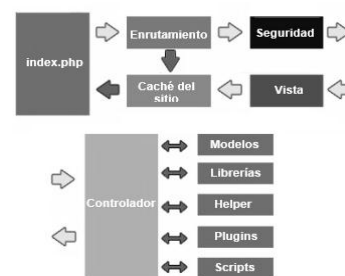 Enrutamiento
Seguridad
index.php
Caché del
sitio
Vista
Modelos
Librerías
Controlador
Helper
Plugins
Scripts